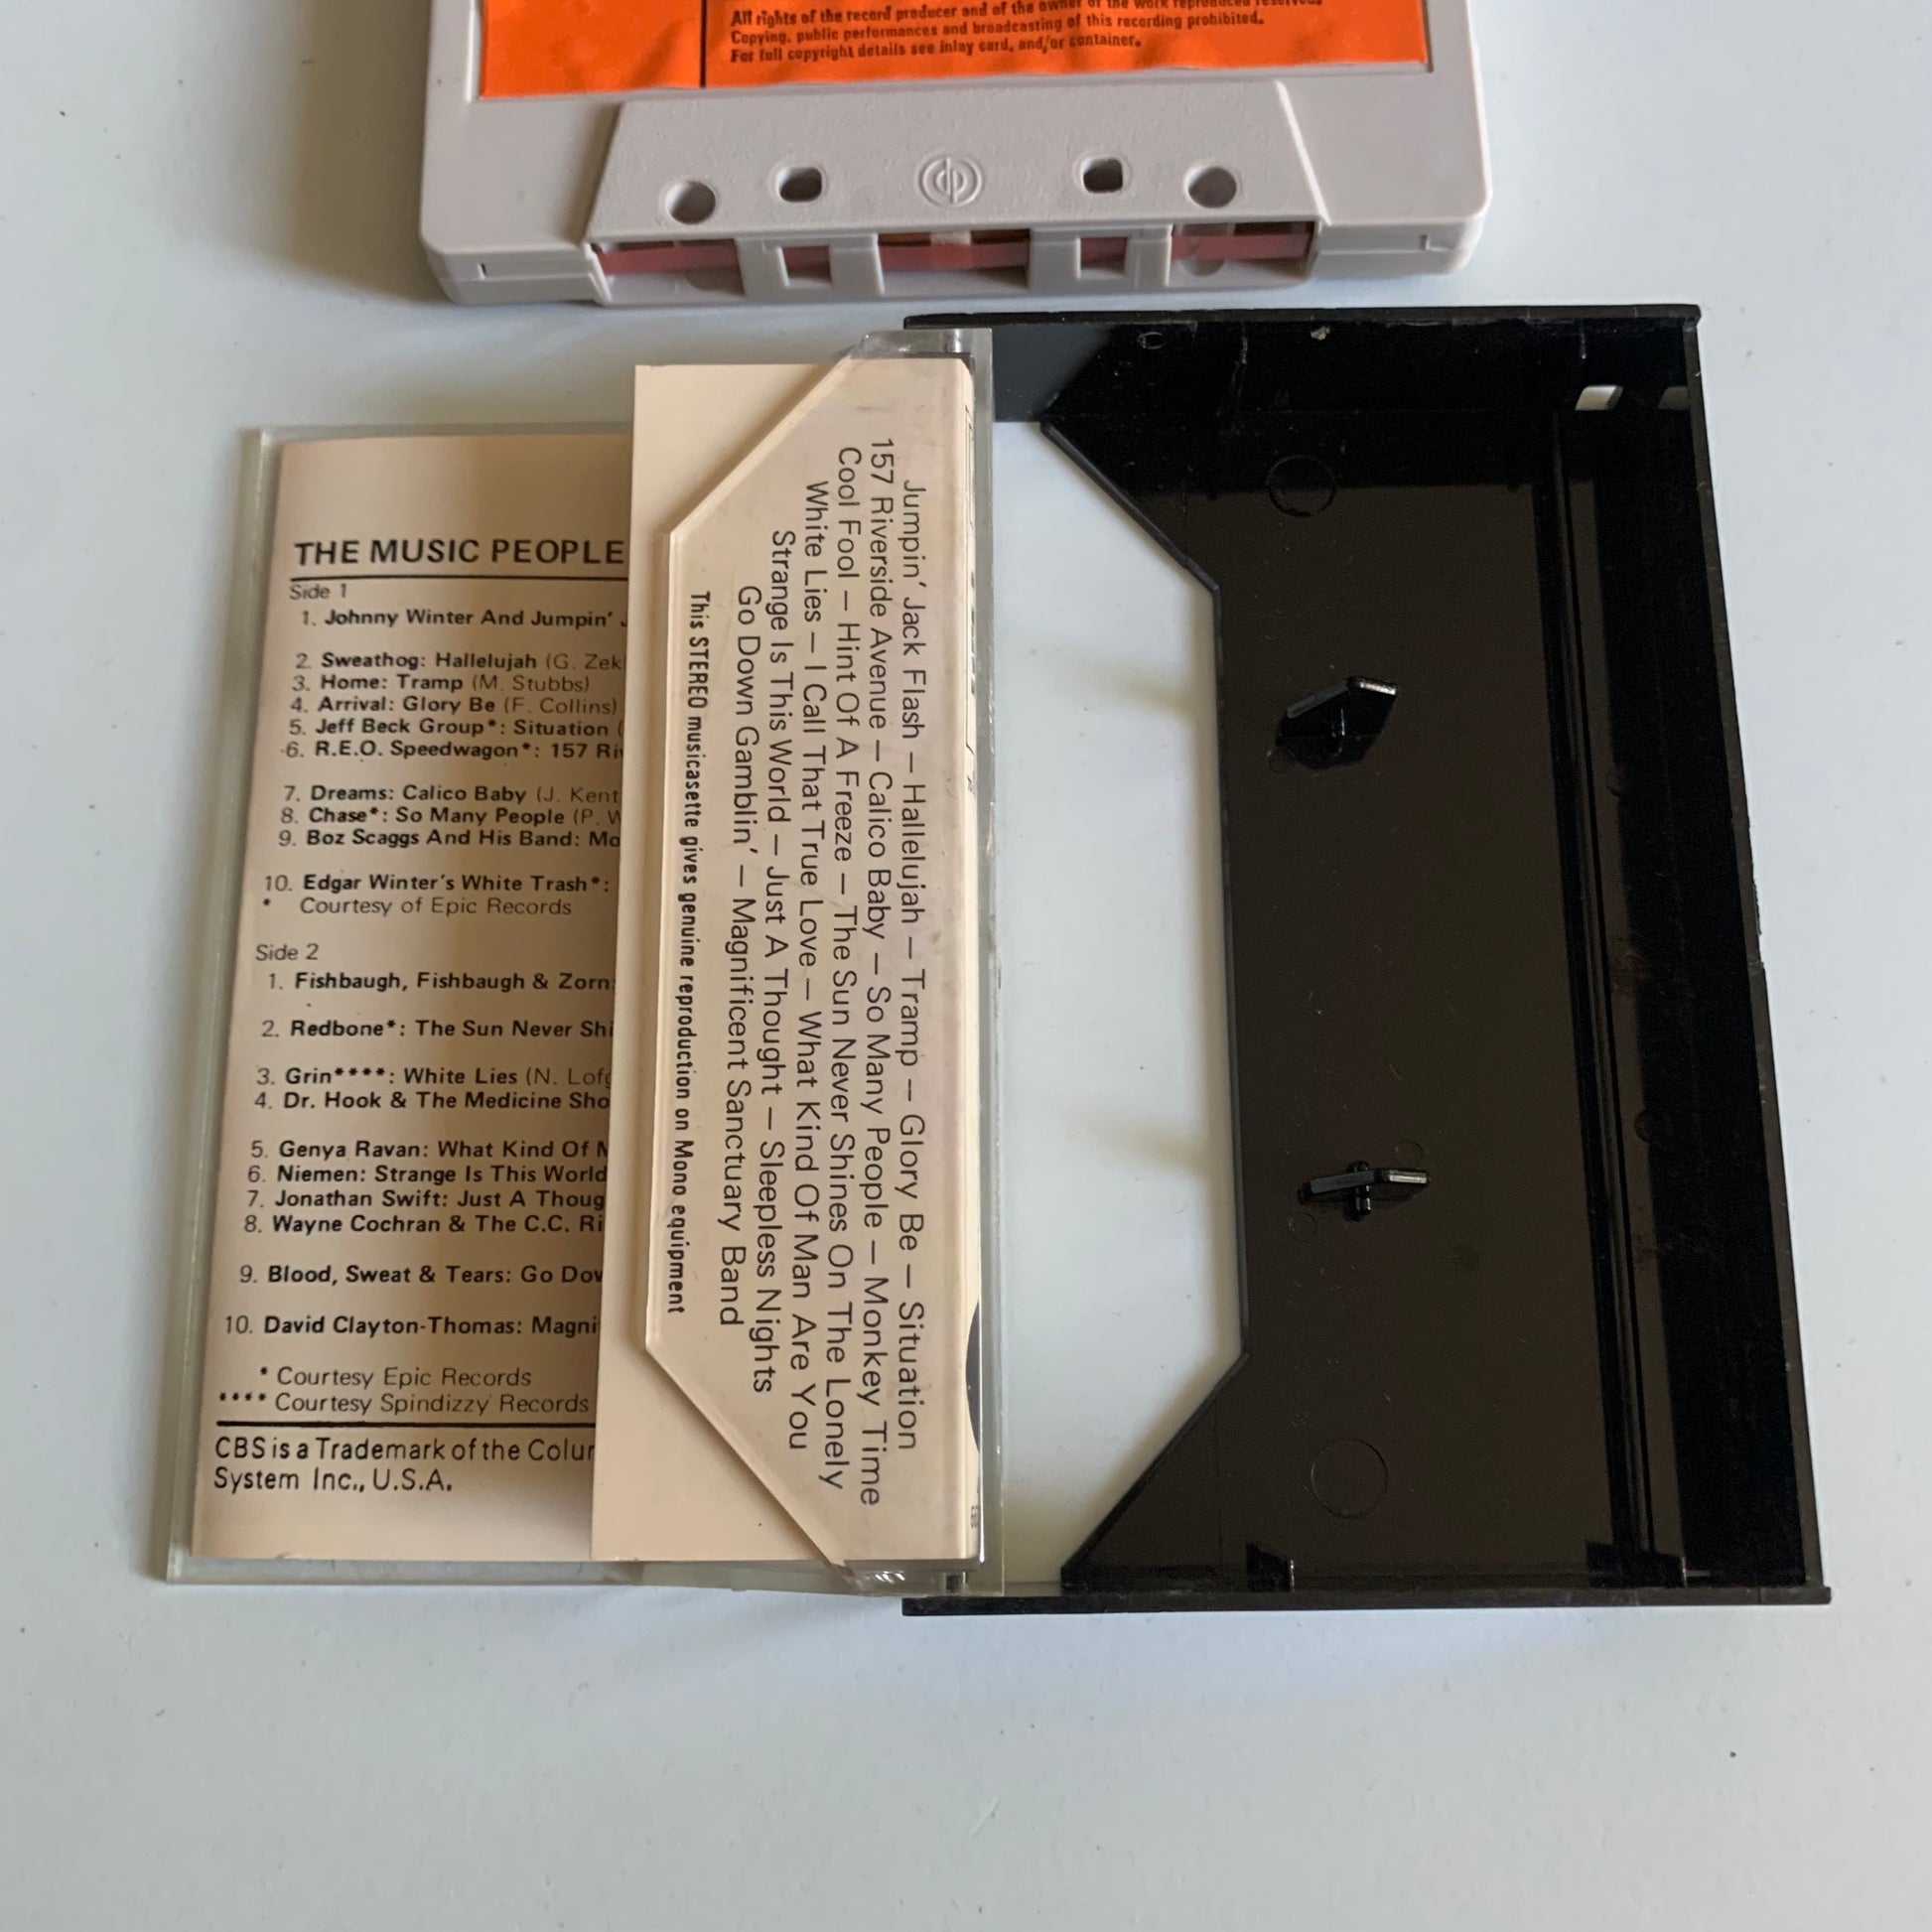 All rights of the record producer and of the owner of the work reproduced reserved.
Copying, public performances and broadcasting of this recording prohibited.
For full copyright details see inlay card, and/or container.
THE MUSIC PEOPLE
Side 1
1. Johnny Winter And Jumpin'
2. Sweathog: Hallelujah (G. Zek
3. Home: Tramp (M. Stubbs)
4. Arrival: Glory Be (F. Collins)
5. Jeff Beck Group*: Situation (
6. R.E.O. Speedwagon*: 157 Ri
7. Dreams: Calico Baby (J. Kent
8. Chase*: So Many People (P. W
9. Boz Scaggs And His Band: Mo
10. Edgar Winter's White Trash*:
* Courtesy of Epic Records
Side 2
1. Fishbaugh, Fishbaugh & Zorn:
2. Redbone*: The Sun Never Shi
3. Grin****: White Lies (N. Lofg
4. Dr. Hook & The Medicine Sho
5. Genya Ravan: What Kind Of M
6. Niemen: Strange Is This World
7. Jonathan Swift: Just A Thoug
8. Wayne Cochran & The C.C. Ri
9. Blood, Sweat & Tears: Go Dow
10. David Clayton-Thomas: Magni
* Courtesy Epic Records
**** Courtesy Spindizzy Records
CBS is a Trademark of the Colum
System Inc., U.S.A.
Jumpin' Jack Flash — Hallelujah — Tramp — Glory Be — Situation
157 Riverside Avenue — Calico Baby — So Many People — Monkey Time
Cool Fool — Hint Of A Freeze — The Sun Never Shines On The Lonely
White Lies — I Call That True Love — What Kind Of Man Are You
Strange Is This World — Just A Thought — Sleepless Nights
Go Down Gamblin' — Magnificent Sanctuary Band
This STEREO musicasette gives genuine reproduction on Mono equipment